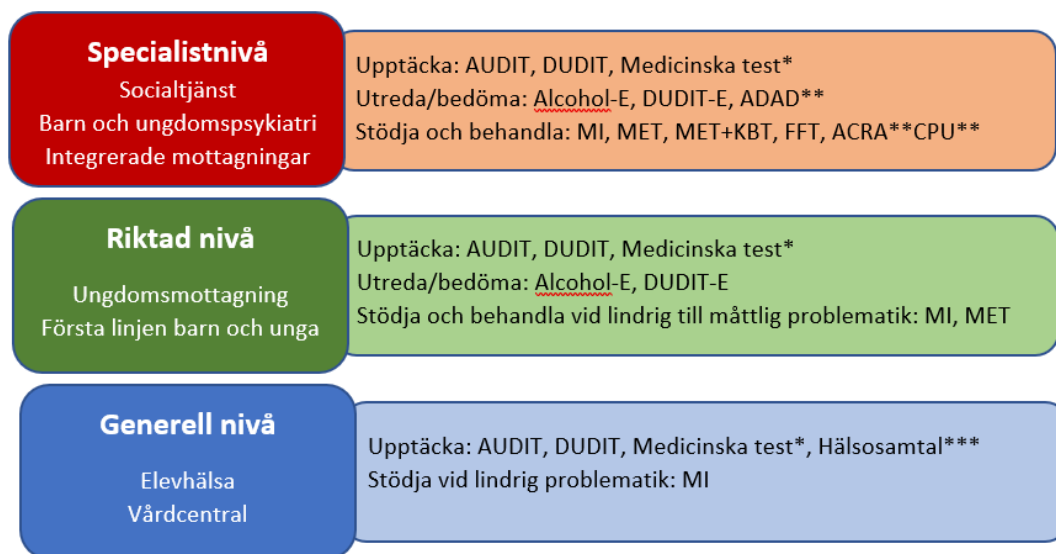 Specialistnivå
Socialtjänst
Barn och ungdomspsykiatri
Integrerade mottagningar
Upptäcka: AUDIT, DUDIT, Medicinska test*
Utreda/bedöma: Alcohol-E, DUDIT-E, ADAD**
Stödja och behandla: MI, MET, MET+KBT, FFT, ACRA**CPU**
Riktad nivå
Ungdomsmottagning
Första linjen barn och unga
Upptäcka: AUDIT, DUDIT, Medicinska test*
Utreda/bedöma: Alcohol-E, DUDIT-E
Stödja och behandla vid lindrig till måttlig problematik: MI, MET
Generell nivå
Elevhälsa
Vårdcentral
Upptäcka: AUDIT, DUDIT, Medicinska test*, Hälsosamtal***
Stödja vid lindrig problematik: MI